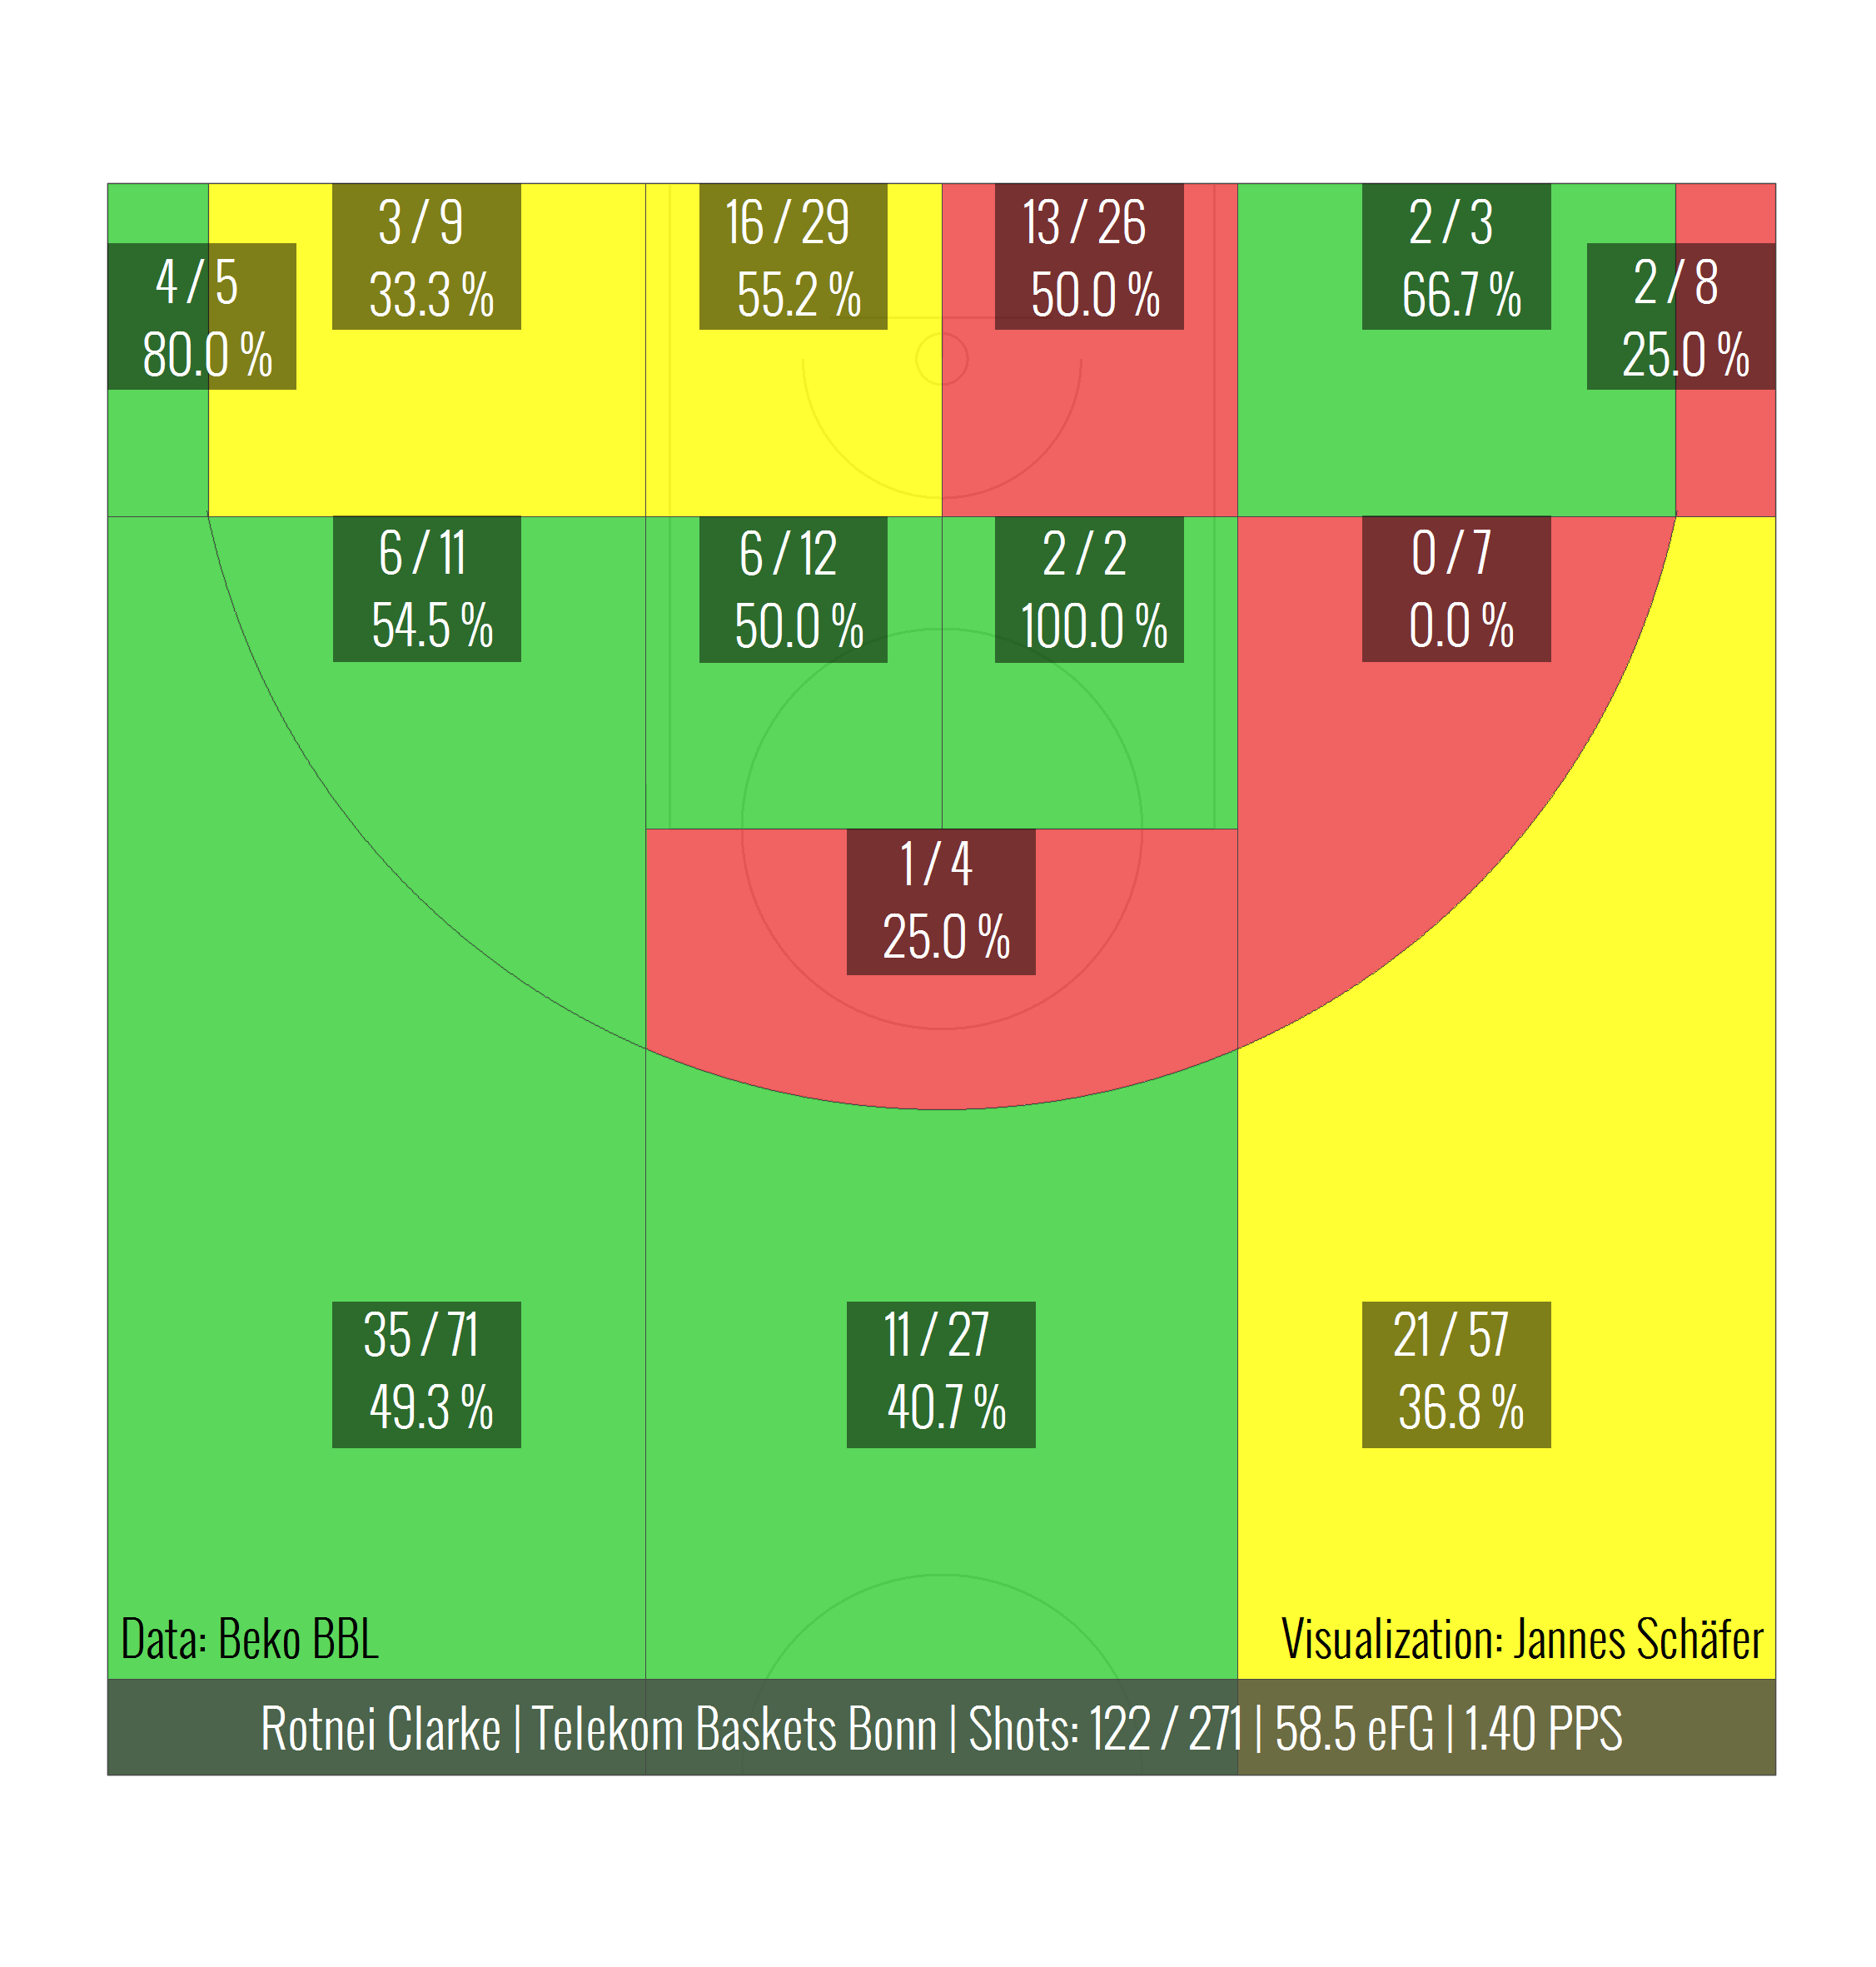 3 / 9
33.3 %
16 / 29
55.2 %
13 / 26
50.0 %
2 / 3
66.7 %
4 / 5
80.0 %
2 / 8
25.0 %
6 / 11
54.5 %
6 / 12
50.0 %
2 / 2
100.0 %
0 / 7
0.0 %
1 / 4
25.0 %
35 / 71
49.3 %
11 / 27
40.7 %
21 / 57
36.8 %
Data: Beko BBL
Visualization: Jannes Schäfer
Rotnei Clarke | Telekom Baskets Bonn | Shots: 122 / 271 | 58.5 eFG | 1.40 PPS